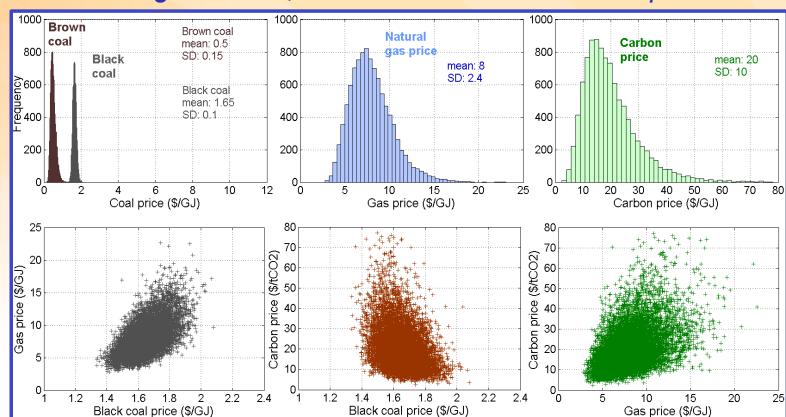 Brown
coal
Black
coal
Brown coal
mean: 0.5
SD: 0.15
Black coal
mean: 1.65
SD: 0.1
Frequency
1000
800
600
400
200
0
0 2 4 6 8 10 12
Coal price ($/GJ)
Natural
gas price
mean: 8
SD: 2.4
1000
800
600
400
200
0
0 5 10 15 20 25
Gas price ($/GJ)
Carbon
price
mean: 20
SD: 10
1000
800
600
400
200
0
0 10 20 30 40 50 60 70 80
Carbon price ($/GJ)
Gas price ($/GJ)
25
20
15
10
5
0
1 1.2 1.4 1.6 1.8 2 2.2 2.4
Black coal price ($/GJ)
Carbon price ($/tCO2)
80
70
60
50
40
30
20
10
0
1 1.2 1.4 1.6 1.8 2 2.2 2.4
Black coal price ($/GJ)
Carbon price ($/tCO2)
80
70
60
50
40
30
20
10
0
0 5 10 15 20 25
Gas price ($/GJ)